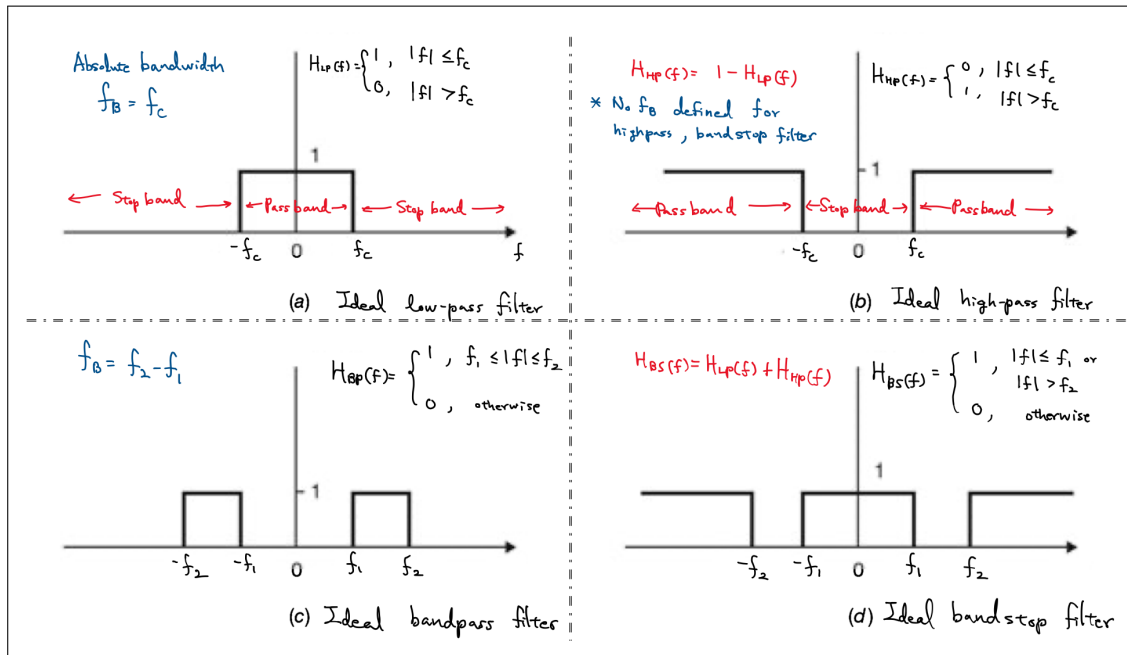 Absolute bandwidth
f_B = f_c
H_LP(f) = { 1 , |f| ≤ f_c
0 , |f| > f_c
1
Stop band Pass band Stop band
-f_c 0 f_c f
(a) Ideal low-pass filter
H_HP(f) = 1 - H_LP(f)
* No f_B defined for
highpass , bandstop filter
H_HP(f) = { 0 , |f| ≤ f_c
1 , |f| > f_c
1
Pass band Stop band Pass band
-f_c 0 f_c
(b) Ideal high-pass filter
f_B = f_2 - f_1
H_BP(f) = { 1 , f_1 ≤ |f| ≤ f_2
0 , otherwise
1
-f_2 -f_1 0 f_1 f_2
(c) Ideal bandpass filter
H_BS(f) = H_LP(f) + H_HP(f)
H_BS(f) = { 1 , |f| ≤ f_1 or
|f| > f_2
0 , otherwise
1
-f_2 -f_1 0 f_1 f_2
(d) Ideal bandstop filter